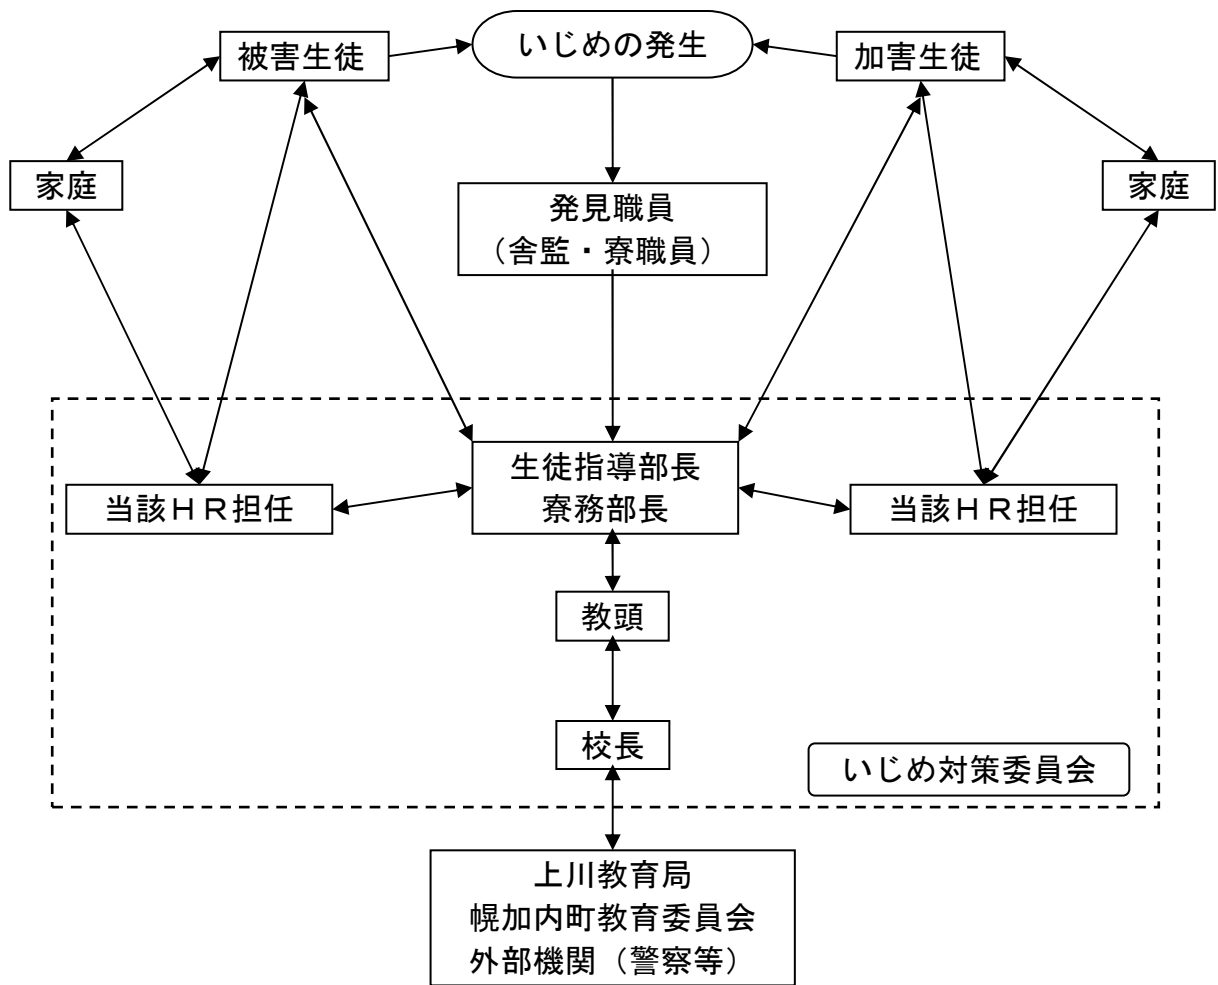 被害生徒
いじめの発生
加害生徒
家庭
発見職員
（舎監・寮職員）
家庭
当該ＨＲ担任
生徒指導部長
寮務部長
当該ＨＲ担任
教頭
校長
いじめ対策委員会
上川教育局
幌加内町教育委員会
外部機関（警察等）